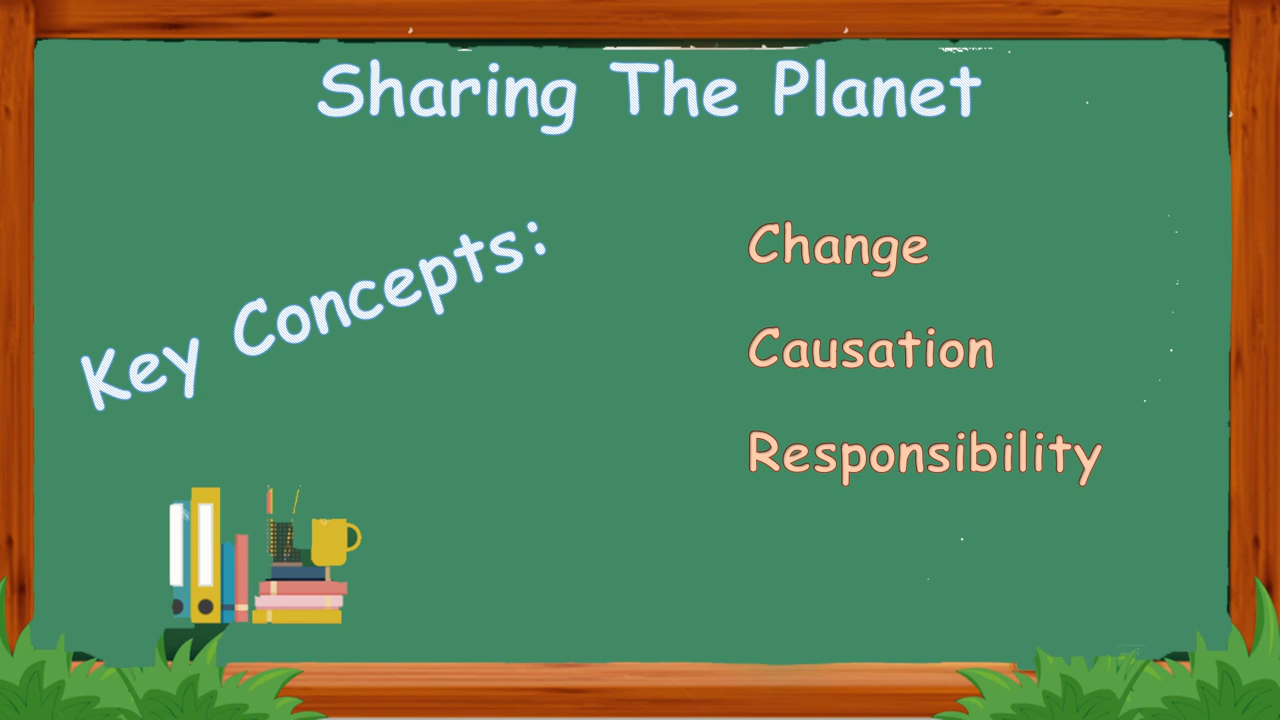 Sharing The Planet
Key Concepts:
Change
Causation
Responsibility